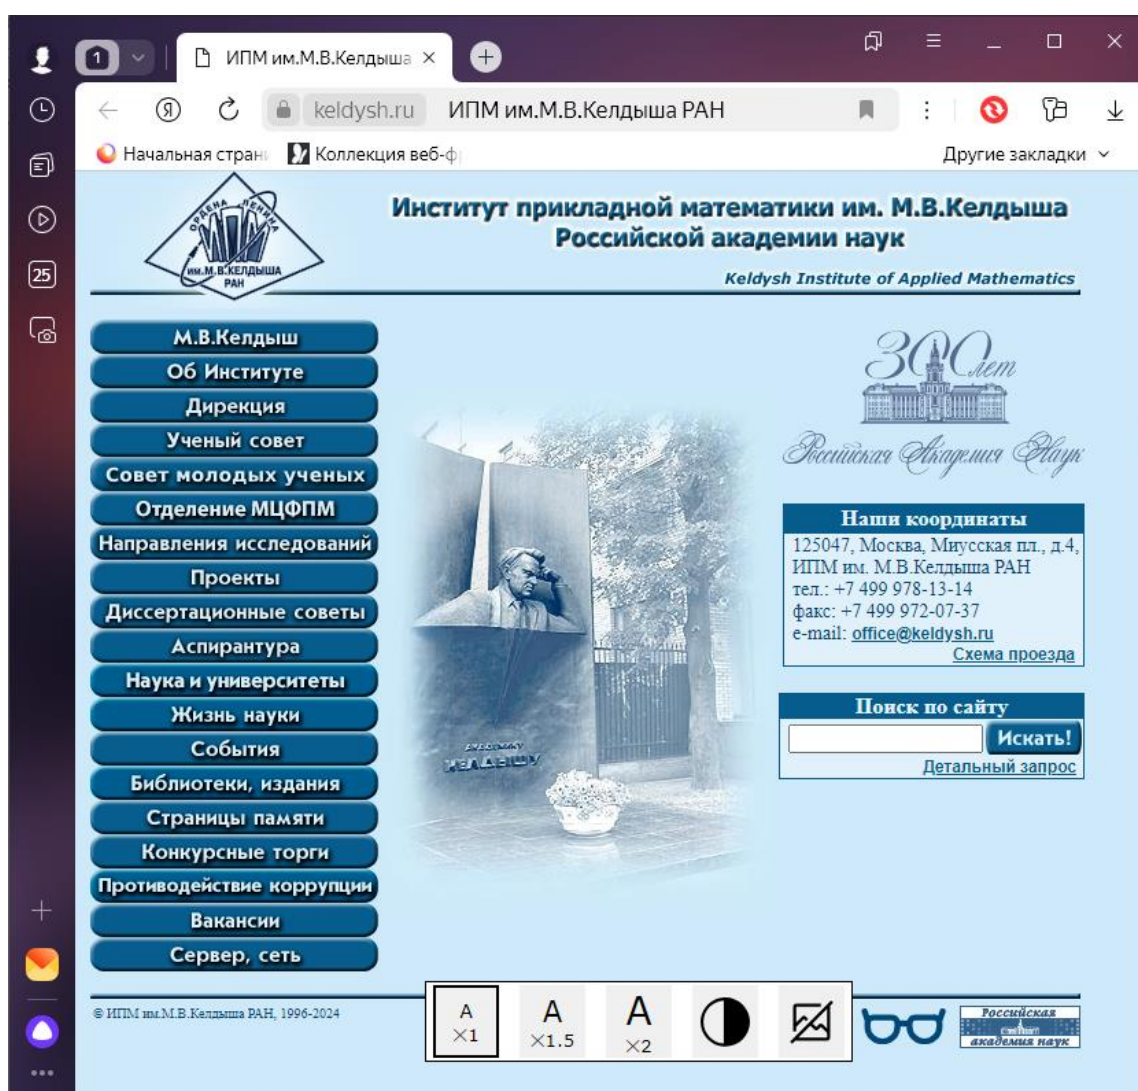 1
ИПМ им.М.В.Келдыша
keldysh.ru
ИПМ им.М.В.Келдыша РАН
Начальная страни
Коллекция веб-ф
Другие закладки
25
ОРДЕНА ЛЕНИНА
им. М.В.КЕЛДЫША
РАН
Институт прикладной математики им. М.В.Келдыша
Российской академии наук
Keldysh Institute of Applied Mathematics
М.В.Келдыш
Об Институте
Дирекция
Ученый совет
Совет молодых ученых
Отделение МЦФПМ
Направления исследований
Проекты
Диссертационные советы
Аспирантура
Наука и университеты
Жизнь науки
События
Библиотеки, издания
Страницы памяти
Конкурсные торги
Противодействие коррупции
Вакансии
Сервер, сеть
АКАДЕМИКУ
КЕЛДЫШУ
300 лет
Российская Академия Наук
Наши координаты
125047, Москва, Миусская пл., д.4,
ИПМ им. М.В.Келдыша РАН
тел.: +7 499 978-13-14
факс: +7 499 972-07-37
e-mail: office@keldysh.ru
Схема проезда
Поиск по сайту
Искать!
Детальный запрос
© ИПМ им.М.В.Келдыша РАН, 1996-2024
A
×1
A
×1.5
A
×2
Российская
академия наук